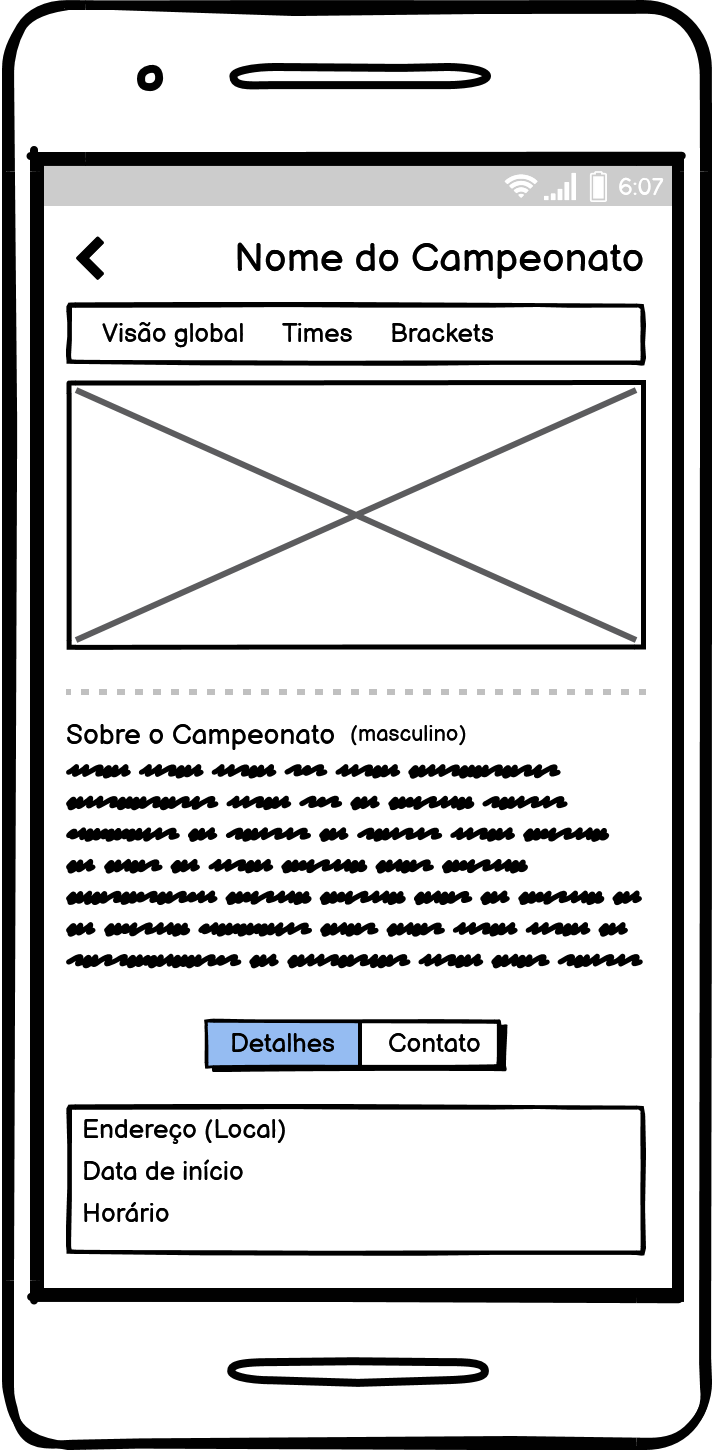 6:07
Nome do Campeonato
Visão global Times Brackets
Sobre o Campeonato (masculino)
Detalhes Contato
Endereço (Local)
Data de início
Horário